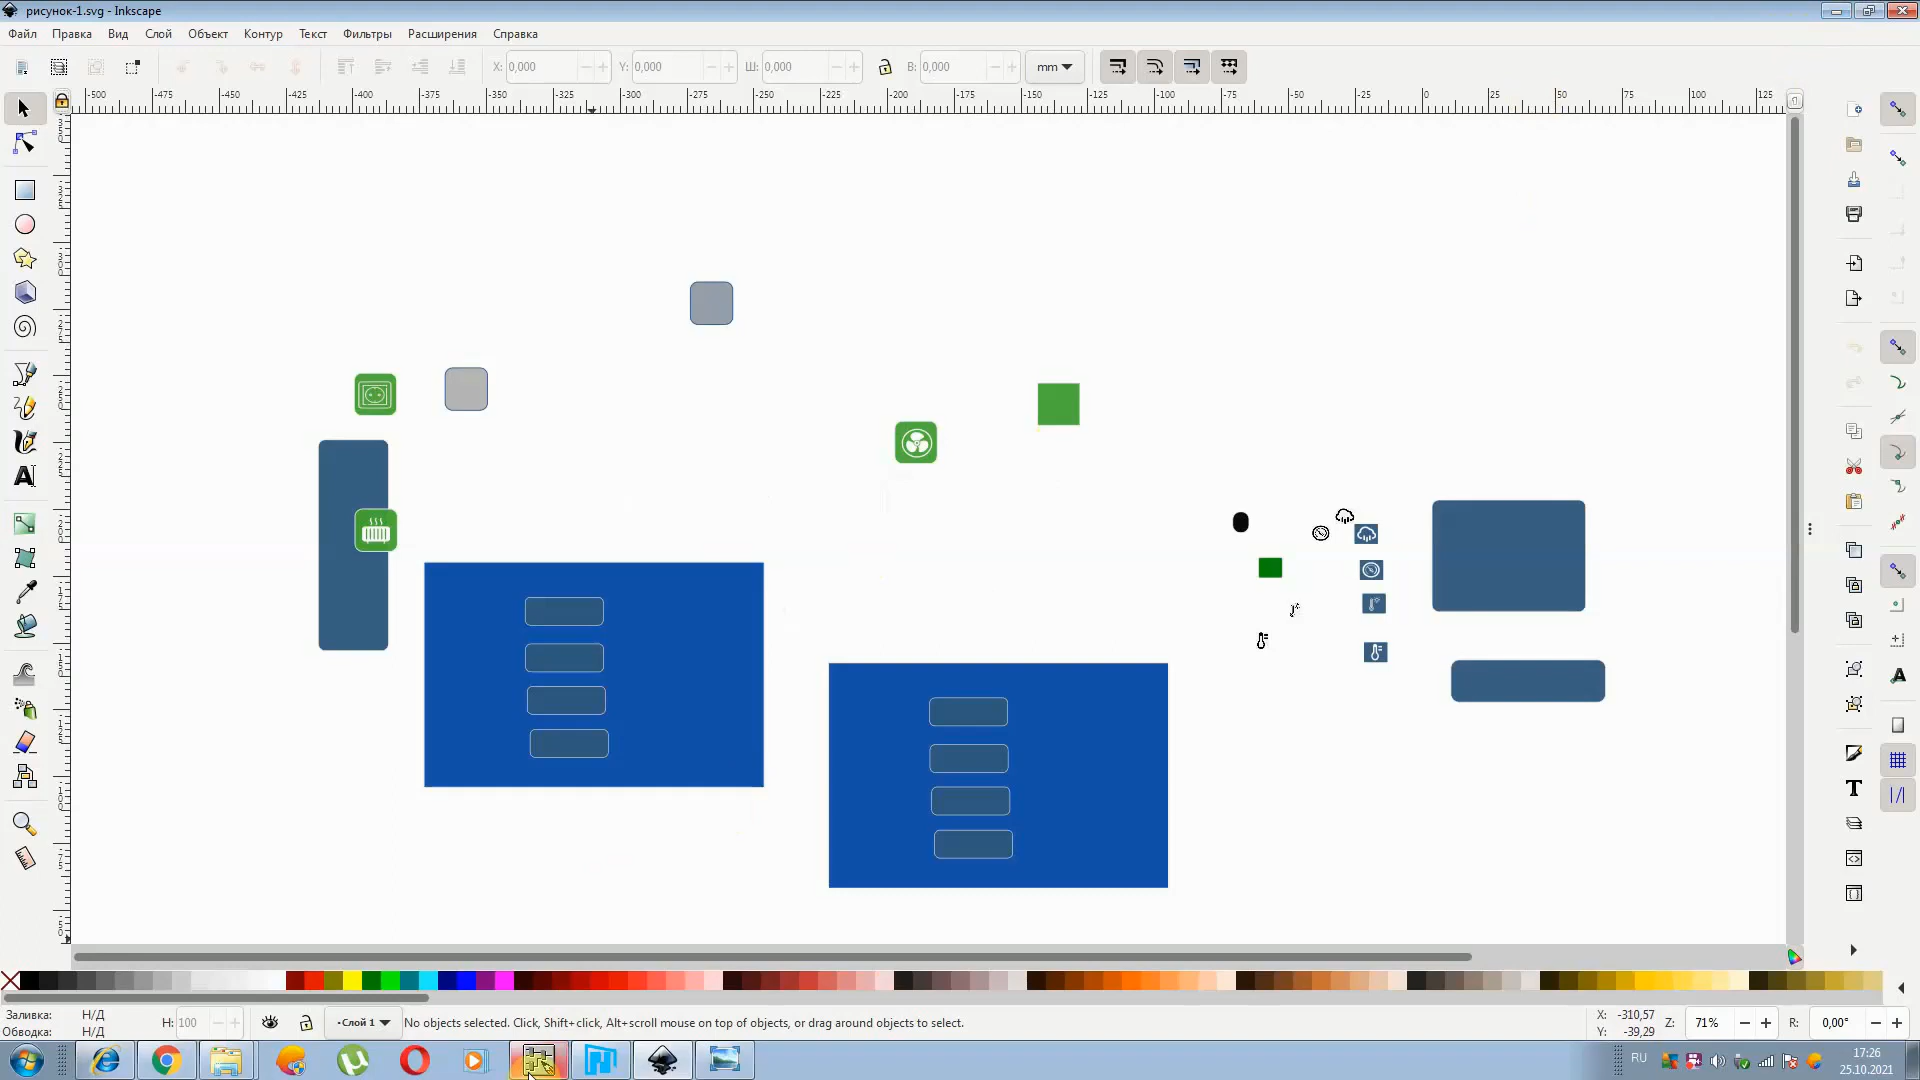 рисунок-1.svg - Inkscape
Файл Правка Вид Слой Объект Контур Текст Фильтры Расширения Справка
X: 0,000 Y: 0,000 Ш: 0,000 В: 0,000 mm
-500 -475 -450 -425 -400 -375 -350 -325 -300 -275 -250 -225 -200 -175 -150 -125 -100 -75 -50 -25 0 25 50 75 100 125
Заливка: Н/Д Н: 100 •Слой 1 No objects selected. Click, Shift+click, Alt+scroll mouse on top of objects, or drag around objects to select. X: -310,57 Z: 71% R: 0,00°
Обводка: Н/Д Y: -39,29
RU 17:26
25.10.2021